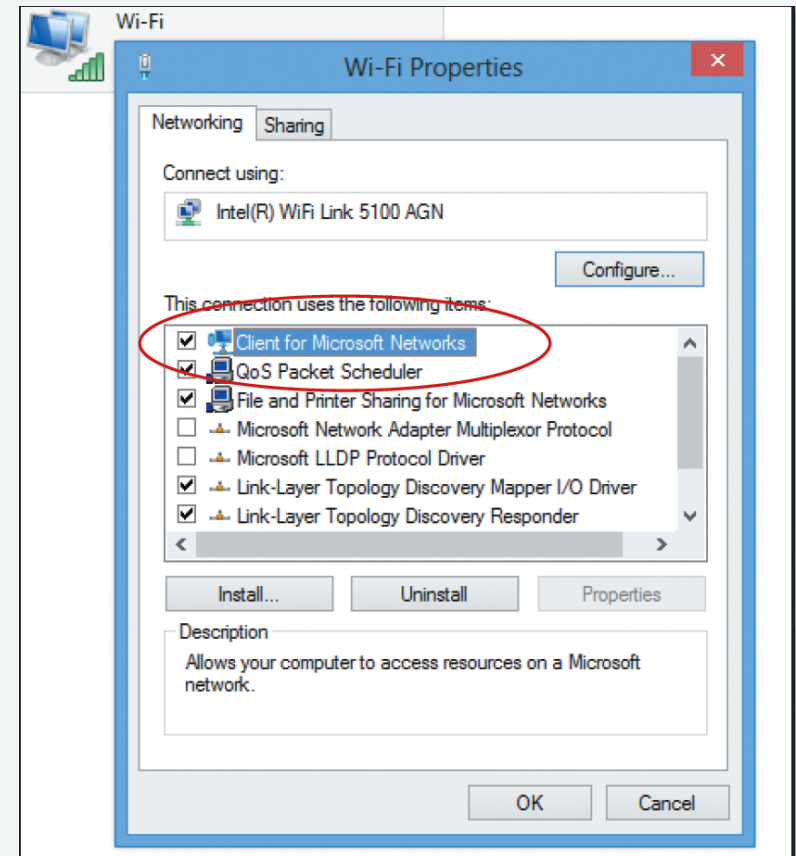 Wi-Fi
Wi-Fi Properties
Networking
Sharing
Connect using:
Intel(R) WiFi Link 5100 AGN
Configure...
This connection uses the following items:
Client for Microsoft Networks
QoS Packet Scheduler
File and Printer Sharing for Microsoft Networks
Microsoft Network Adapter Multiplexor Protocol
Microsoft LLDP Protocol Driver
Link-Layer Topology Discovery Mapper I/O Driver
Link-Layer Topology Discovery Responder
Install...
Uninstall
Properties
Description
Allows your computer to access resources on a Microsoft
network.
OK
Cancel